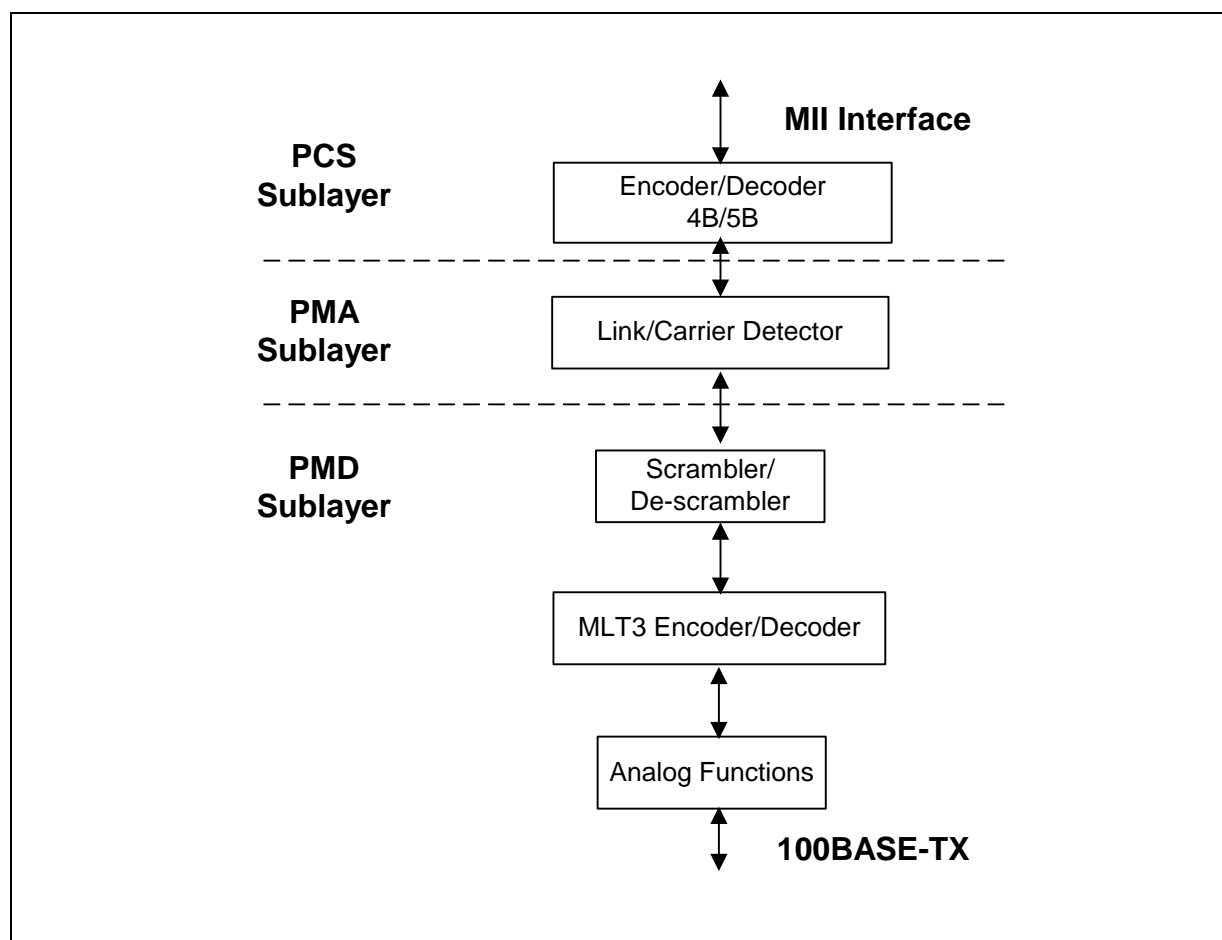 MII Interface
PCS
Sublayer
Encoder/Decoder
4B/5B
PMA
Sublayer
Link/Carrier Detector
PMD
Sublayer
Scrambler/
De-scrambler
MLT3 Encoder/Decoder
Analog Functions
100BASE-TX